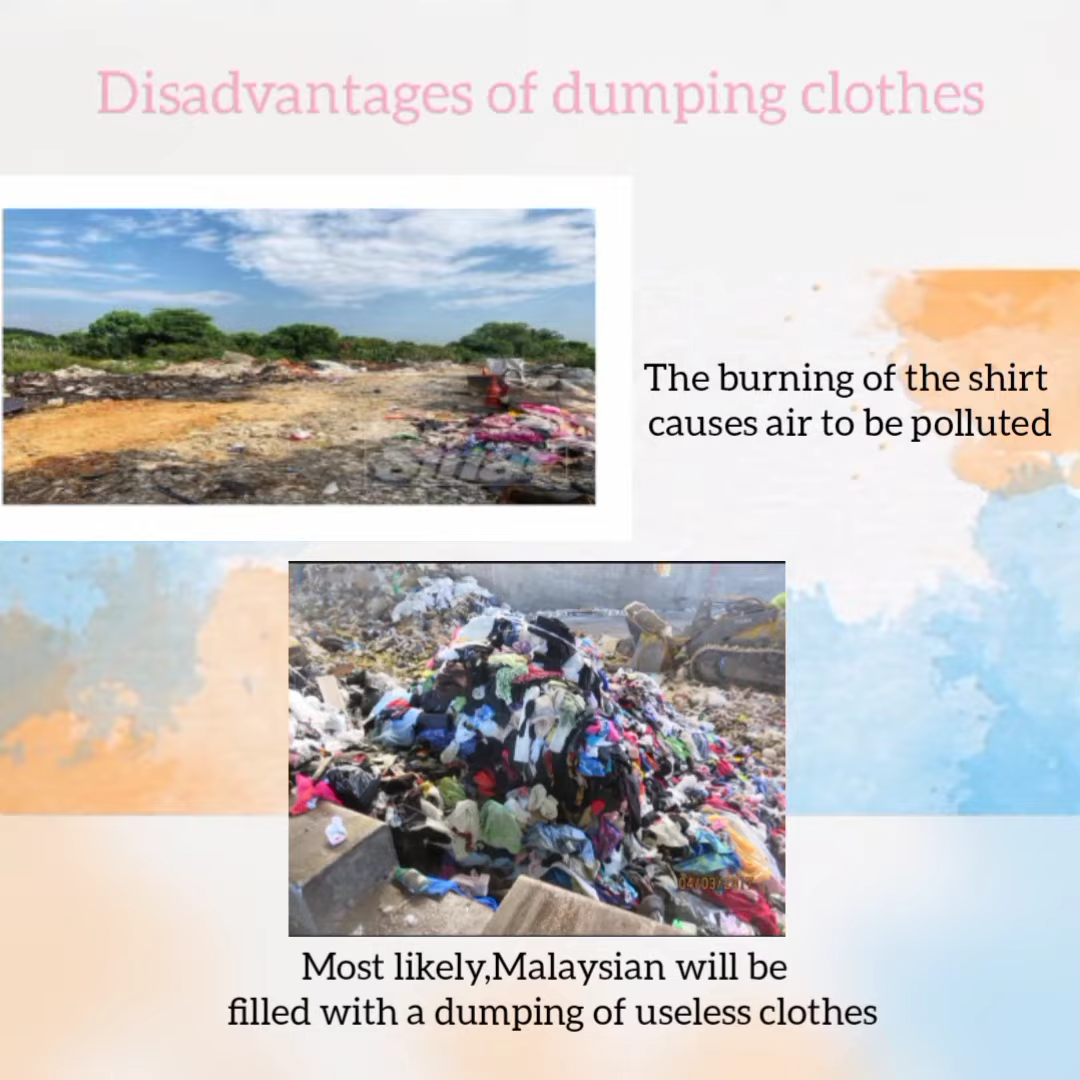 Disadvantages of dumping clothes
The burning of the shirt
causes air to be polluted
Most likely,Malaysian will be
filled with a dumping of useless clothes